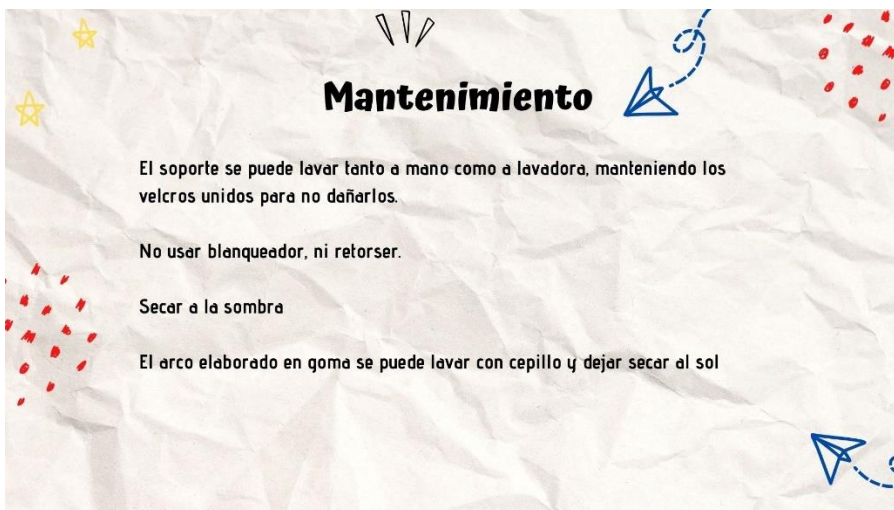 Mantenimiento
El soporte se puede lavar tanto a mano como a lavadora, manteniendo los
velcros unidos para no dañarlos.
No usar blanqueador, ni retorser.
Secar a la sombra
El arco elaborado en goma se puede lavar con cepillo y dejar secar al sol